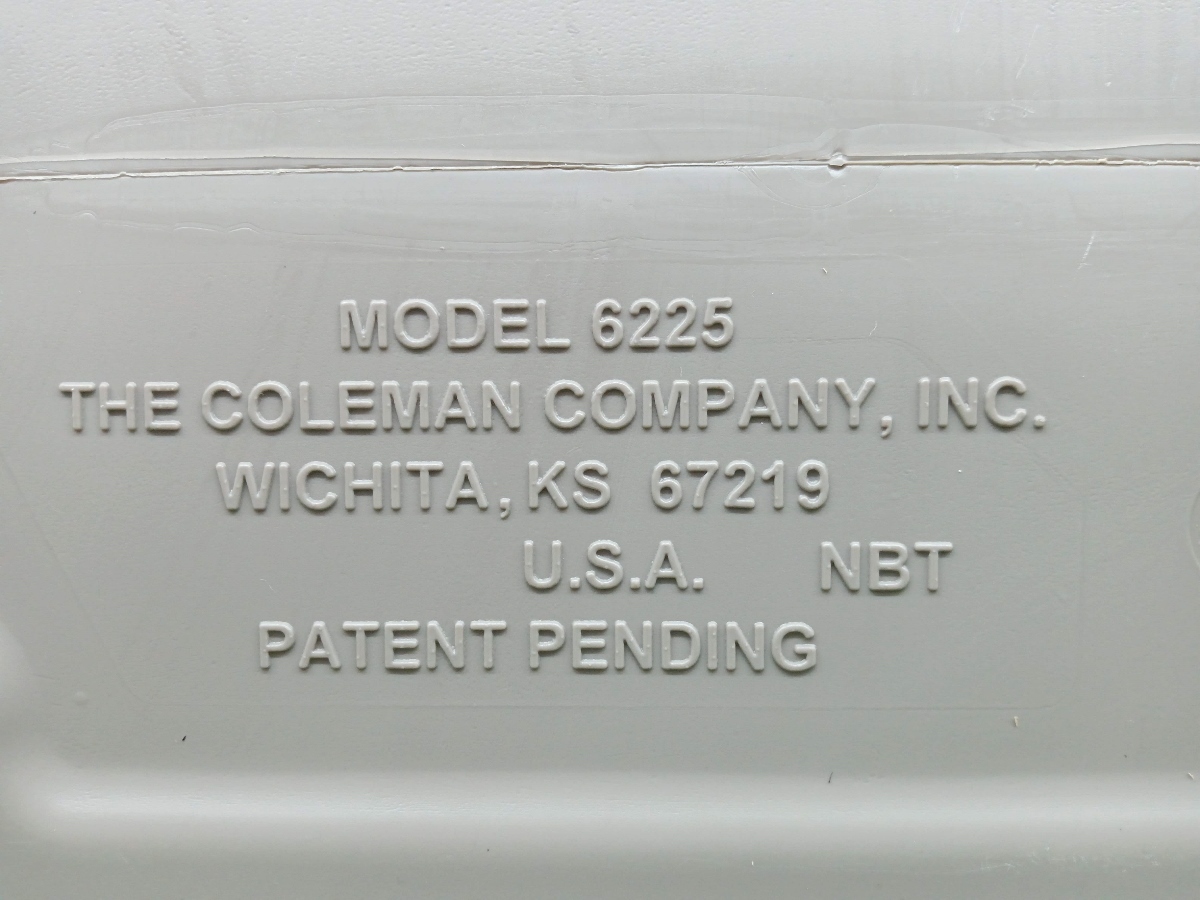 MODEL 6225
THE COLEMAN COMPANY, INC.
WICHITA, KS 67219
U.S.A. NBT
PATENT PENDING